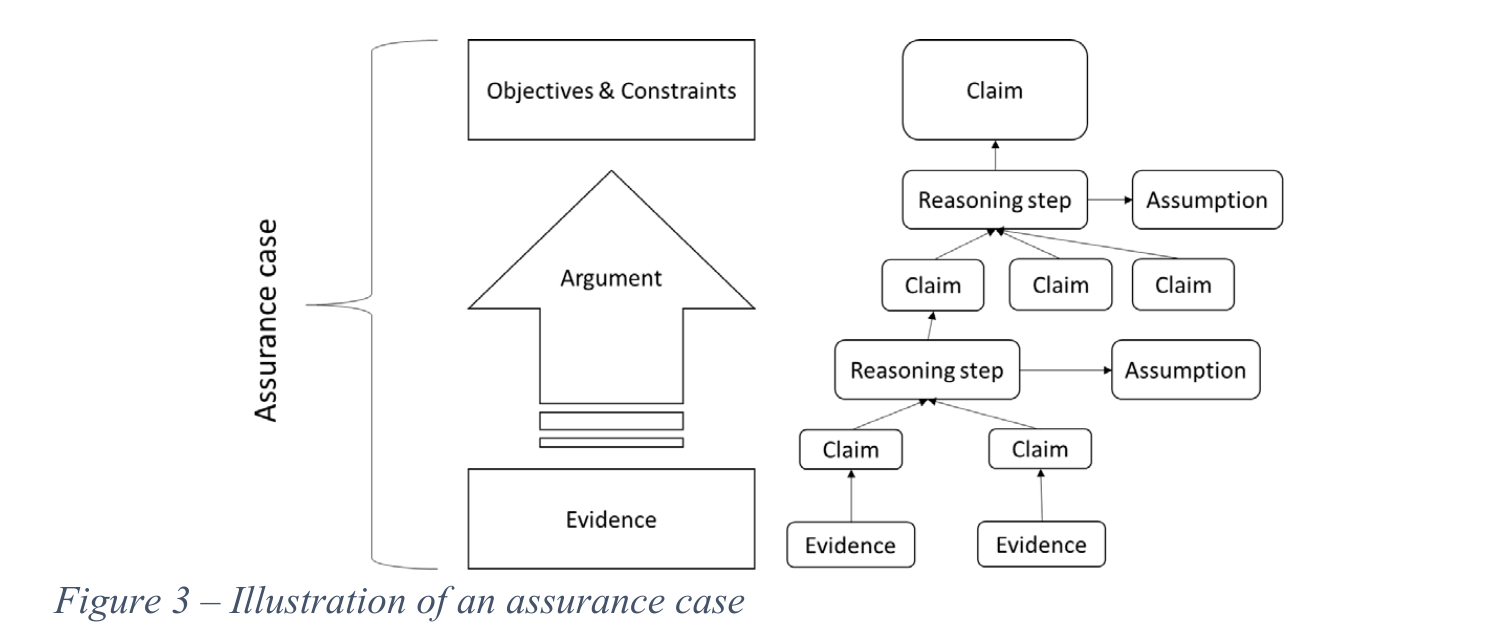 Assurance case
Objectives & Constraints
Argument
Evidence
Claim
Reasoning step
Assumption
Claim
Claim
Claim
Reasoning step
Assumption
Claim
Claim
Evidence
Evidence
Figure 3 – Illustration of an assurance case